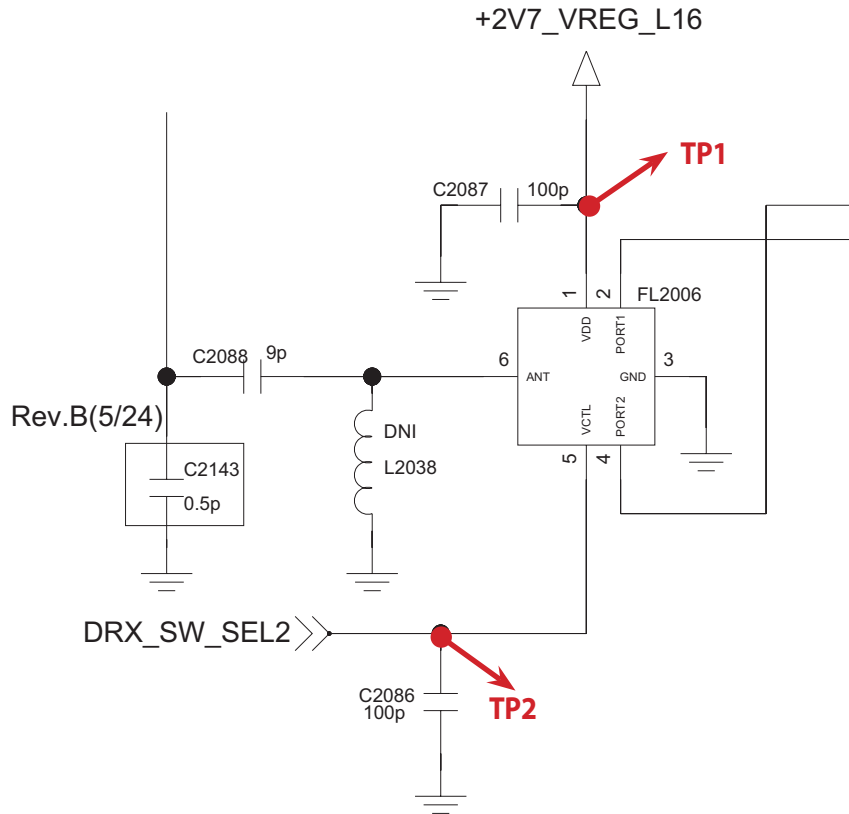 +2V7_VREG_L16
TP1
C2087
100p
1
2
FL2006
VDD
PORT1
C2088
9p
6
ANT
GND
3
Rev.B(5/24)
VCTL
PORT2
DNI
5
4
C2143
L2038
0.5p
DRX_SW_SEL2
C2086
100p
TP2